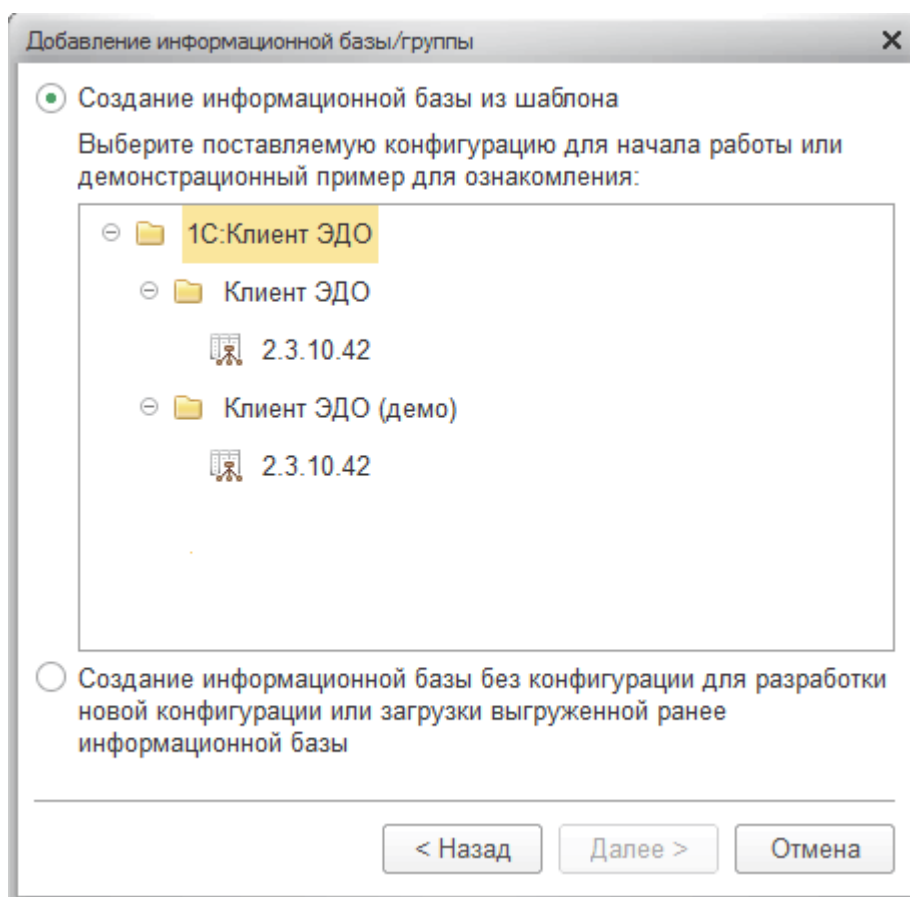 Добавление информационной базы/группы
Создание информационной базы из шаблона
Выберите поставляемую конфигурацию для начала работы или
демонстрационный пример для ознакомления:
1С:Клиент ЭДО
Клиент ЭДО
2.3.10.42
Клиент ЭДО (демо)
2.3.10.42
Создание информационной базы без конфигурации для разработки
новой конфигурации или загрузки выгруженной ранее
информационной базы
< Назад
Далее >
Отмена